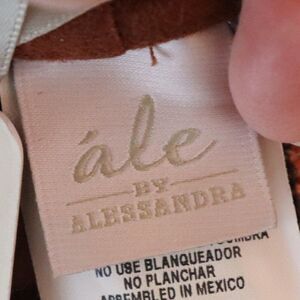 ále
BY
ALESSANDRA
NO USE BLANQUEADOR
NO PLANCHAR
ASSEMBLED IN MEXICO